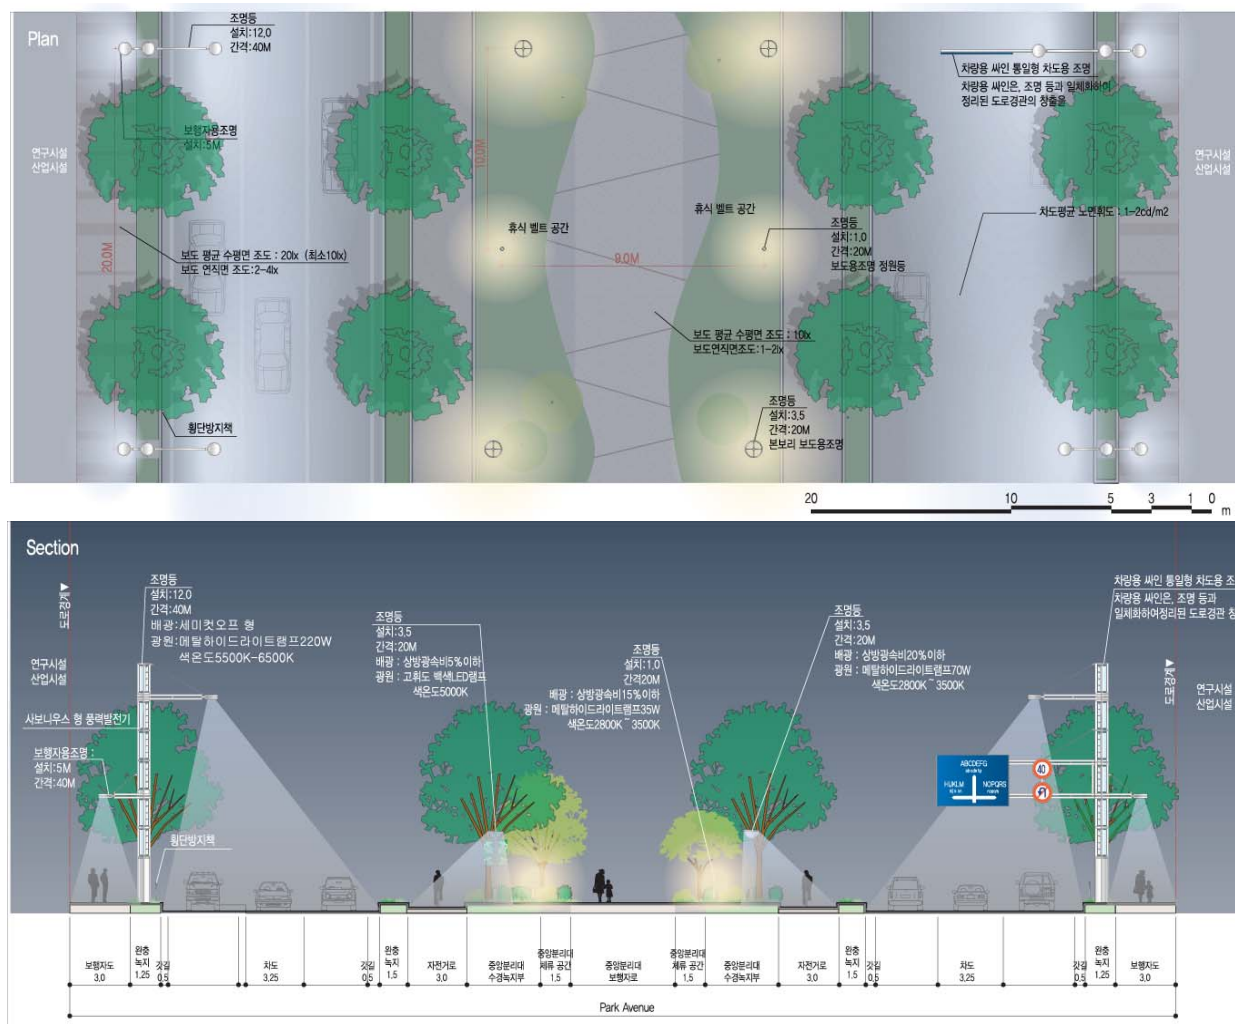 Plan
조명등
설치:12,0
간격:40M
보행자용조명
설치:5M
연구시설
산업시설
20,0M
보도 평균 수평면 조도 : 20lx (최소10lx)
보도 연직면 조도:2-4lx
횡단방지책
10,0M
휴식 벨트 공간
9,0M
휴식 벨트 공간
조명등
설치:1,0
간격:20M
보도용조명 정원등
보도 평균 수평면 조도 : 10lx
보도연직면조도:1-2lx
조명등
설치:3,5
간격:20M
본보리 보도용조명
차량용 싸인 통일형 차도용 조명
차량용 싸인은, 조명 등과 일체화하여
정리된 도로경관의 창출을
연구시설
산업시설
차도평균 노면휘도 : 1-2cd/m2
20 10 5 3 1 0
m
Section
도로경계▼
조명등
설치:12,0
간격:40M
배광:세미컷오프 형
광원:메탈하이드라이트램프220W
색온도5500K-6500K
연구시설
산업시설
사보니우스 형 풍력발전기
보행자용조명 :
설치:5M
간격:40M
횡단방지책
조명등
설치:3,5
간격:20M
배광 : 상방광속비5%이하
광원 : 고휘도 백색LED램프
색온도5000K
조명등
설치:1,0
간격20M
배광 : 상방광속비15%이하
광원 : 메탈하이드라이트램프35W
색온도2800K~3500K
조명등
설치:3,5
간격:20M
배광 : 상방광속비20%이하
광원 : 메탈하이드라이트램프70W
색온도2800K~3500K
차량용 싸인 통일형 차도용 조
차량용 싸인은, 조명 등과
일체화하여정리된 도로경관 창
도로경계▼
연구시설
산업시설
ABCDEFG
HIJKLM NOPQRS
40
보행자도
3,0
완충
녹지
1,25
갓길
0,5
차도
3,25
갓길
0,5
완충
녹지
1,5
자전거로
3,0
중앙분리대
수경녹지부
중앙분리대
체류 공간
1,5
중앙분리대
보행자로
중앙분리대
체류 공간
1,5
중앙분리대
수경녹지부
자전거로
3,0
완충
녹지
1,5
갓길
0,5
차도
3,25
갓길
0,5
완충
녹지
1,25
보행자도
3,0
Park Avenue